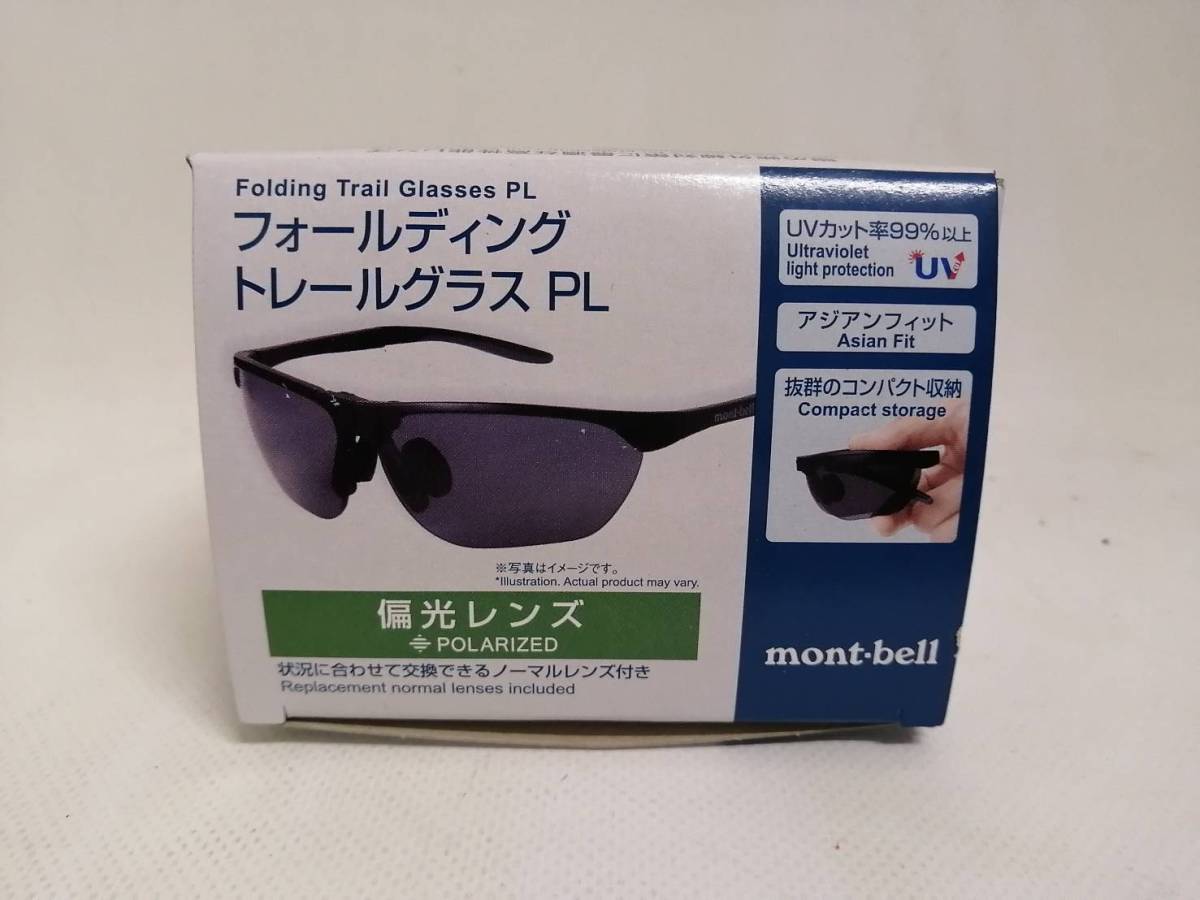 Folding Trail Glasses PL
フォールディング
トレールグラス PL
mont-bell
※写真はイメージです。
*Illustration. Actual product may vary.
偏光レンズ
POLARIZED
状況に合わせて交換できるノーマルレンズ付き
Replacement normal lenses included
UVカット率99%以上
Ultraviolet
light protection
UV
アジアンフィット
Asian Fit
抜群のコンパクト収納
Compact storage
mont-bell